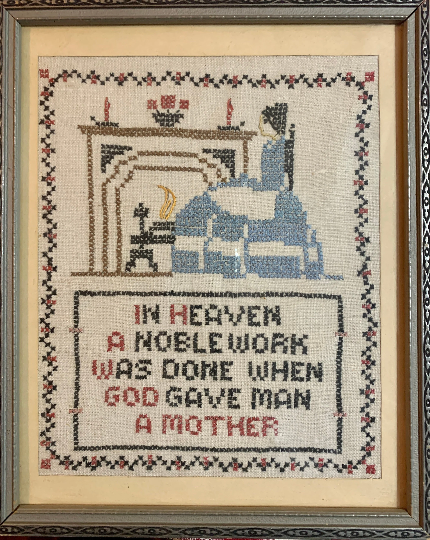 IN HEAVEN
A NOBLE WORK
WAS DONE WHEN
GOD GAVE MAN
A MOTHER